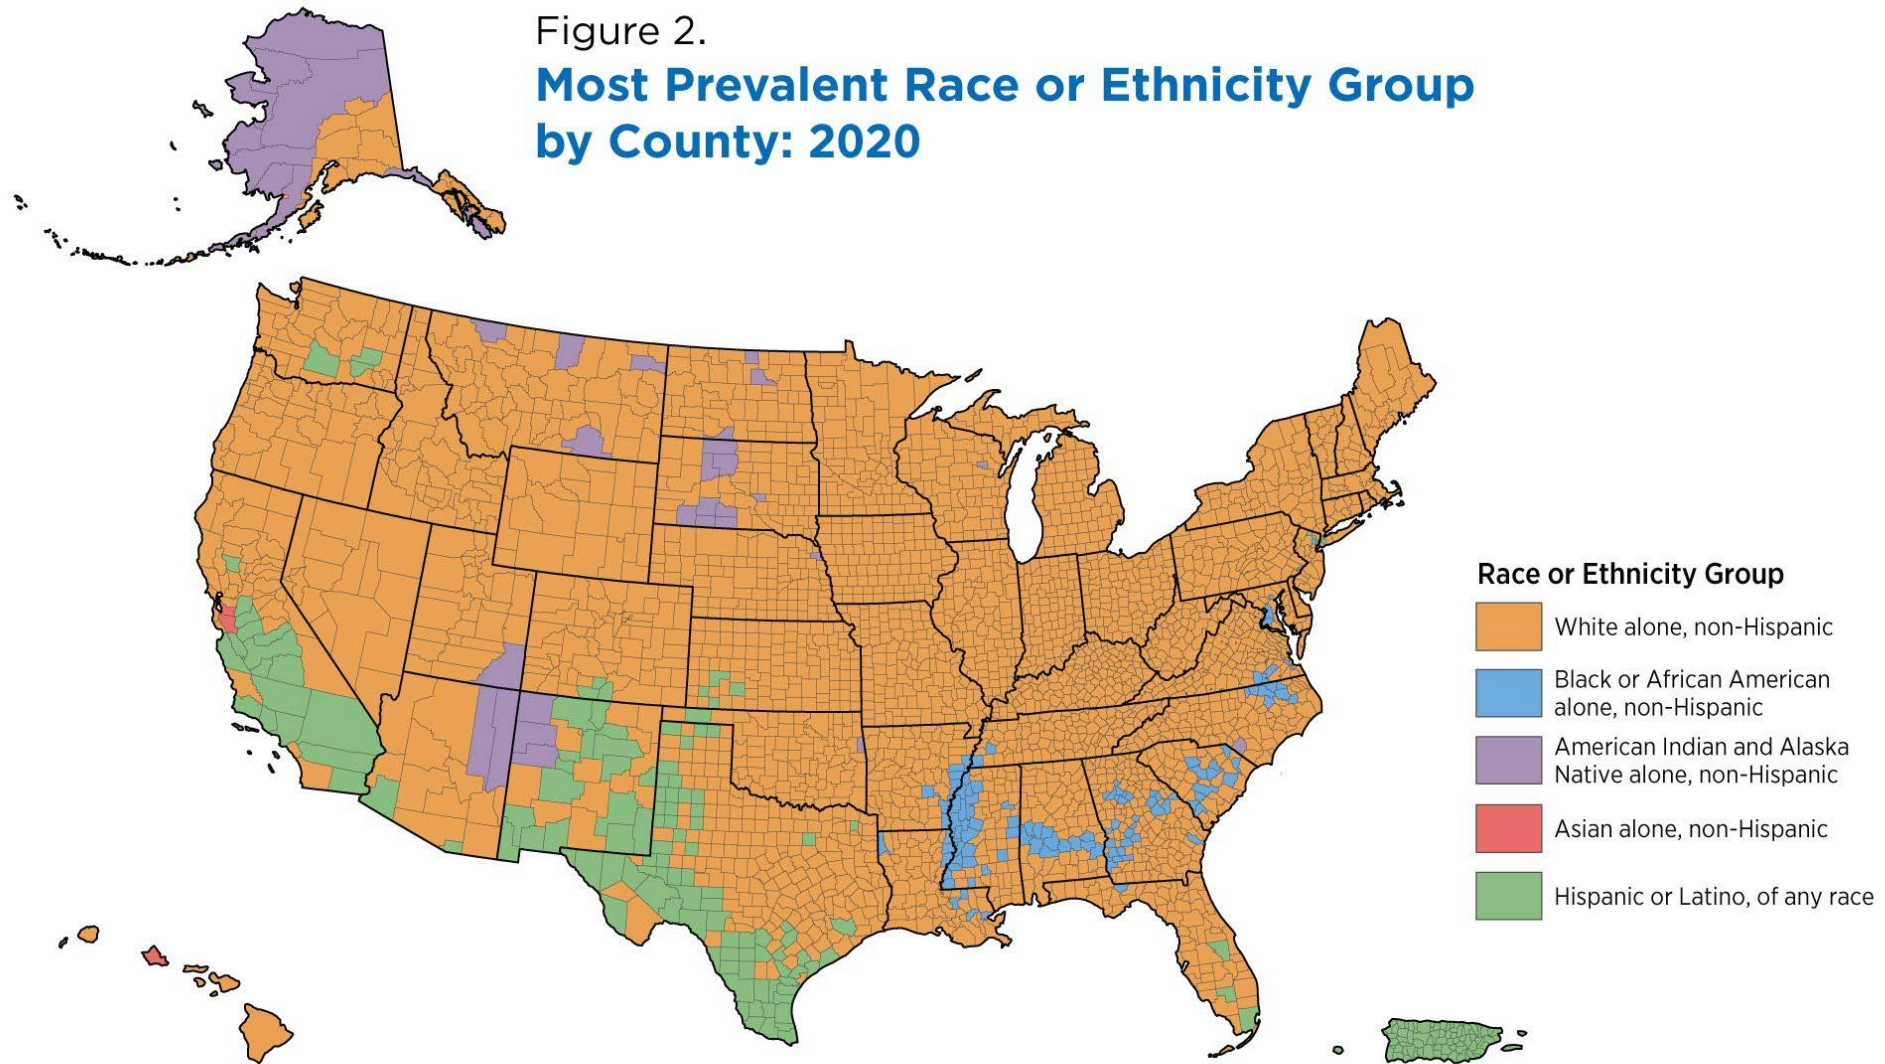 Figure 2.
Most Prevalent Race or Ethnicity Group
by County: 2020
Race or Ethnicity Group
White alone, non-Hispanic
Black or African American
alone, non-Hispanic
American Indian and Alaska
Native alone, non-Hispanic
Asian alone, non-Hispanic
Hispanic or Latino, of any race